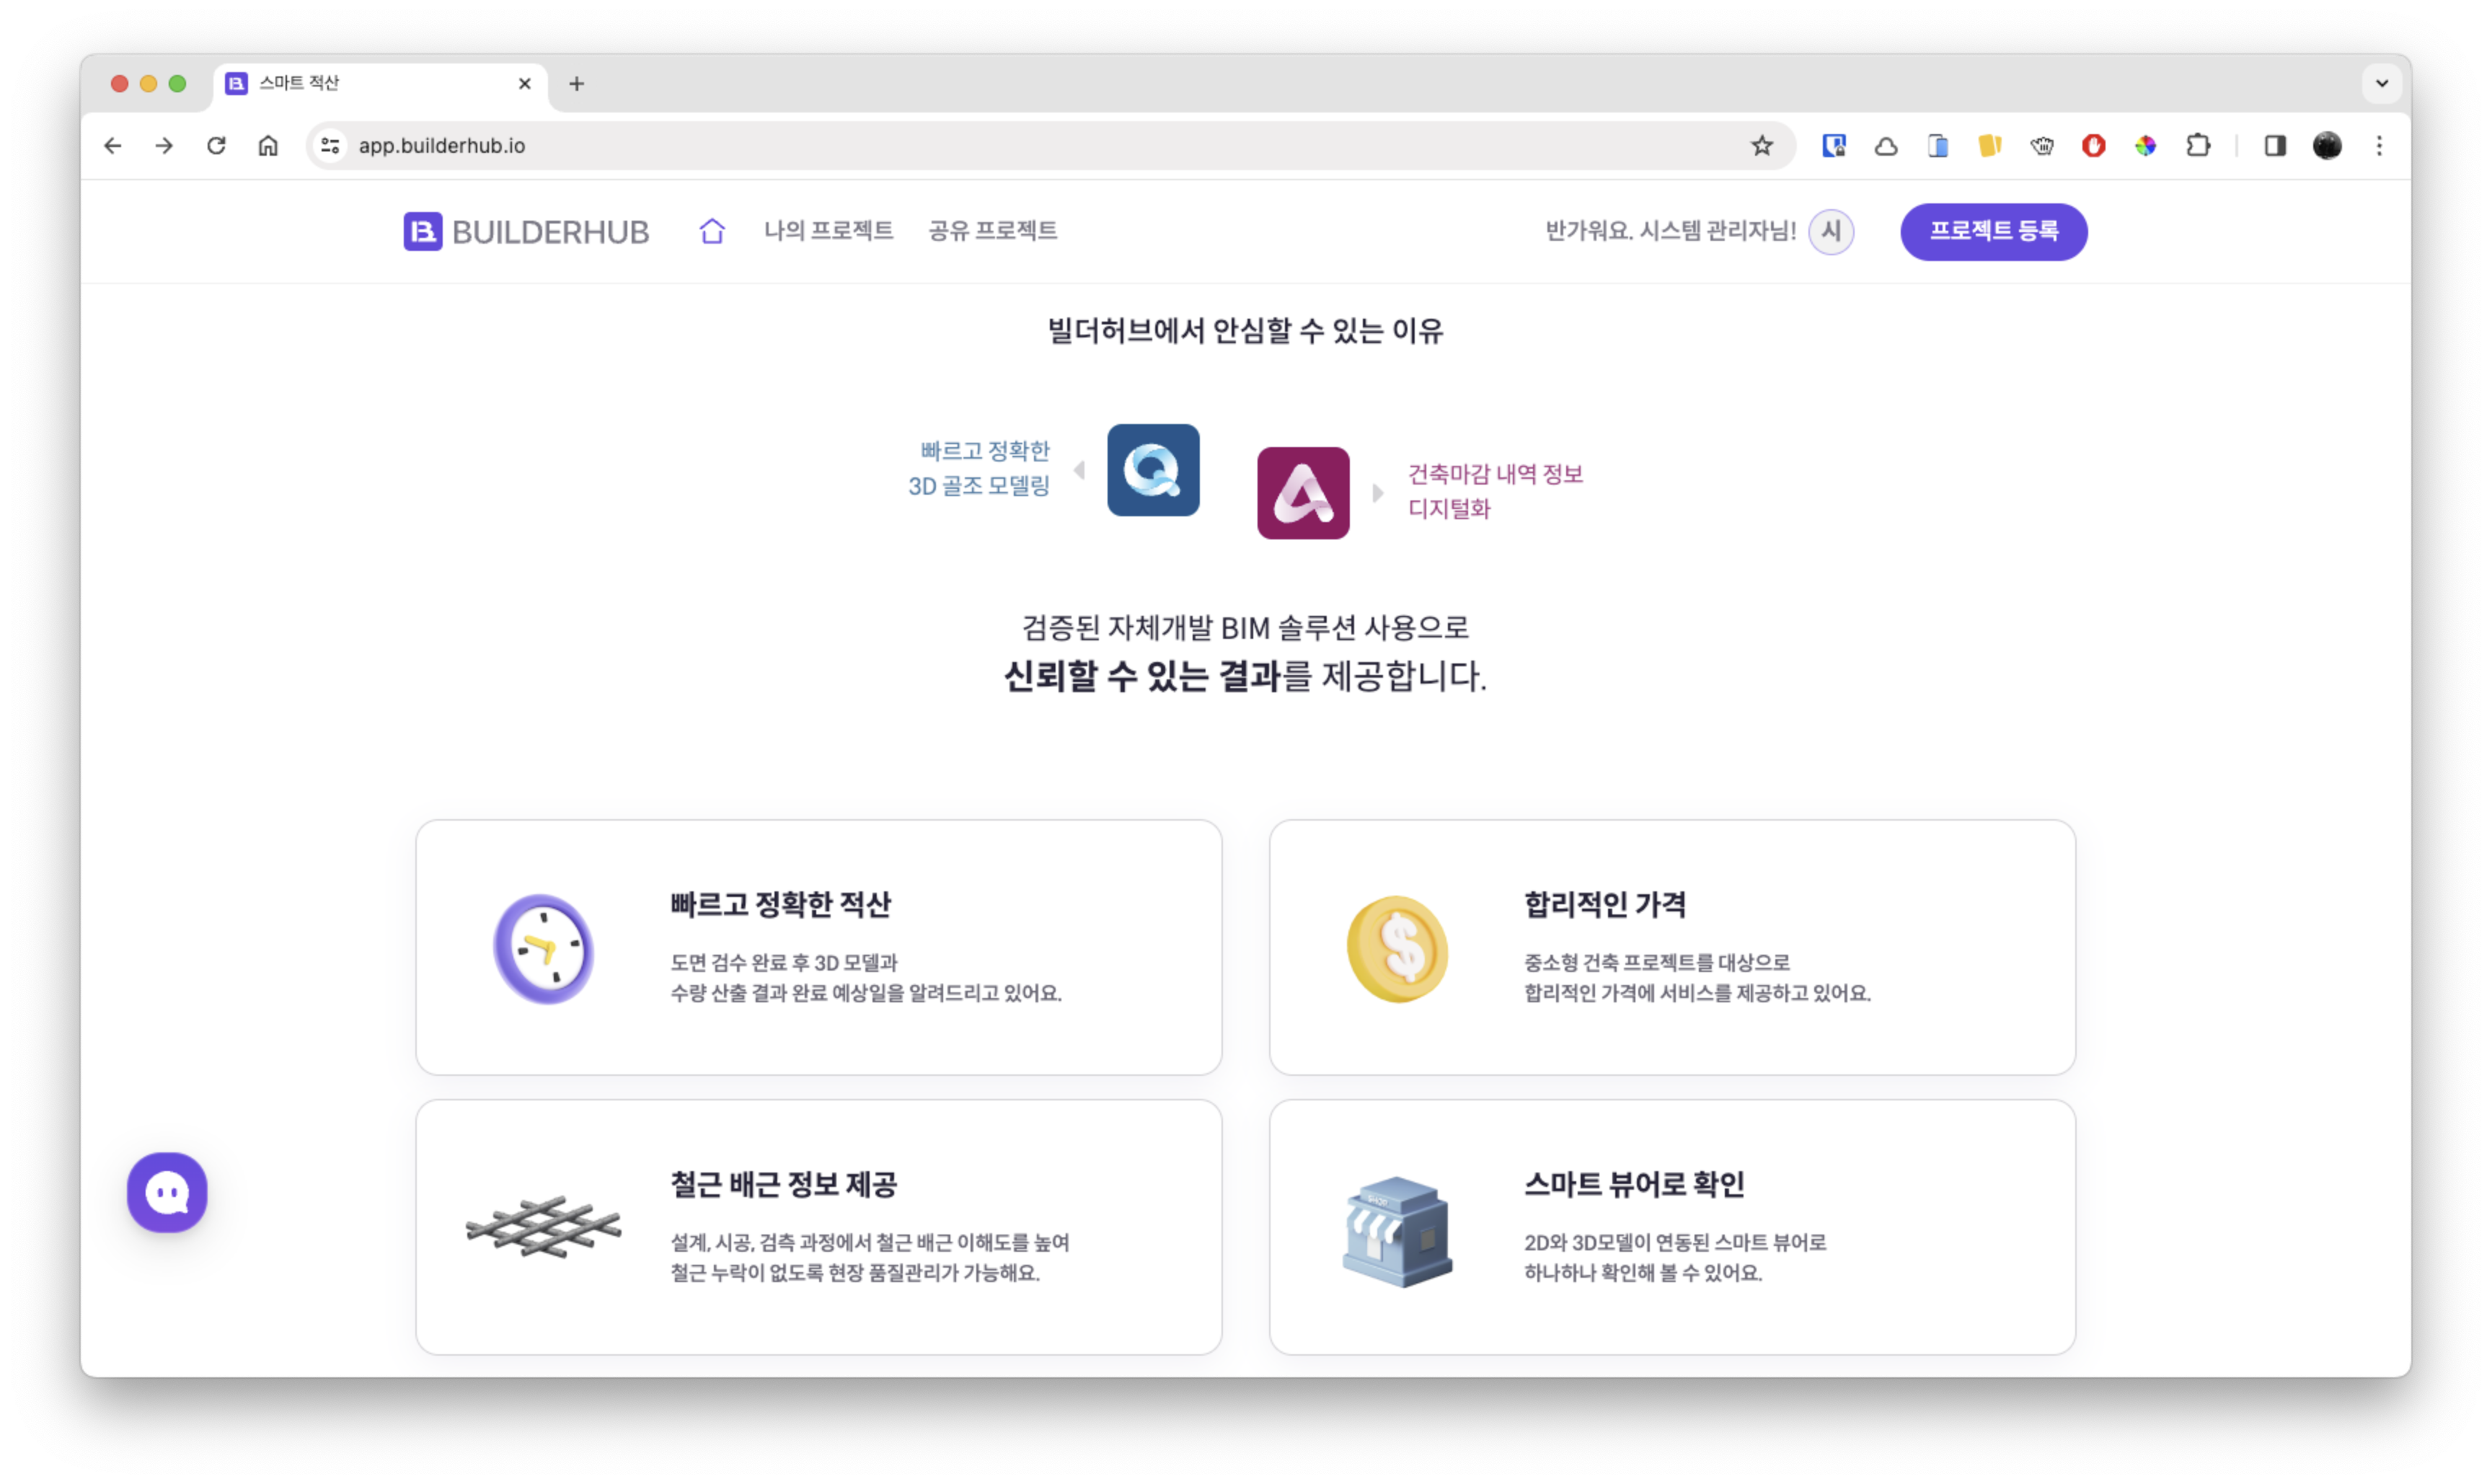 스마트 적산
app.builderhub.io
BUILDERHUB
나의 프로젝트
공유 프로젝트
반가워요. 시스템 관리자님!
시
프로젝트 등록
빌더허브에서 안심할 수 있는 이유
빠르고 정확한
3D 골조 모델링
건축마감 내역 정보
디지털화
검증된 자체개발 BIM 솔루션 사용으로
신뢰할 수 있는 결과를 제공합니다.
빠르고 정확한 적산
도면 검수 완료 후 3D 모델과
수량 산출 결과 완료 예상일을 알려드리고 있어요.
합리적인 가격
중소형 건축 프로젝트를 대상으로
합리적인 가격에 서비스를 제공하고 있어요.
철근 배근 정보 제공
설계, 시공, 검측 과정에서 철근 배근 이해도를 높여
철근 누락이 없도록 현장 품질관리가 가능해요.
SHOP
스마트 뷰어로 확인
2D와 3D모델이 연동된 스마트 뷰어로
하나하나 확인해 볼 수 있어요.